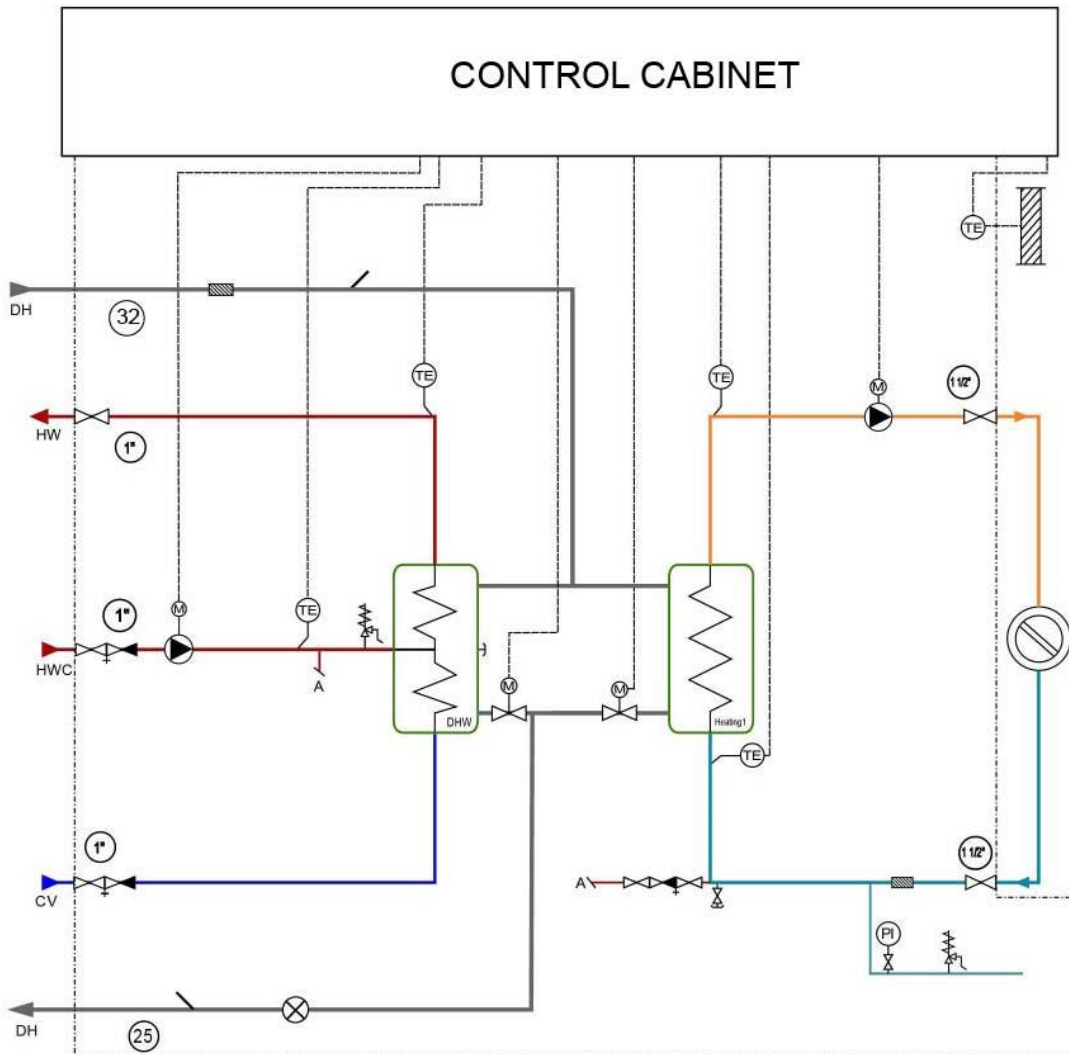 CONTROL CABINET
TE
DH
32
TE
TE
M
1 1/2"
HW
1"
1"
M
TE
HWC
A
M
M
DHW
Heating1
TE
1"
1 1/2"
CV
A
PI
DH
25